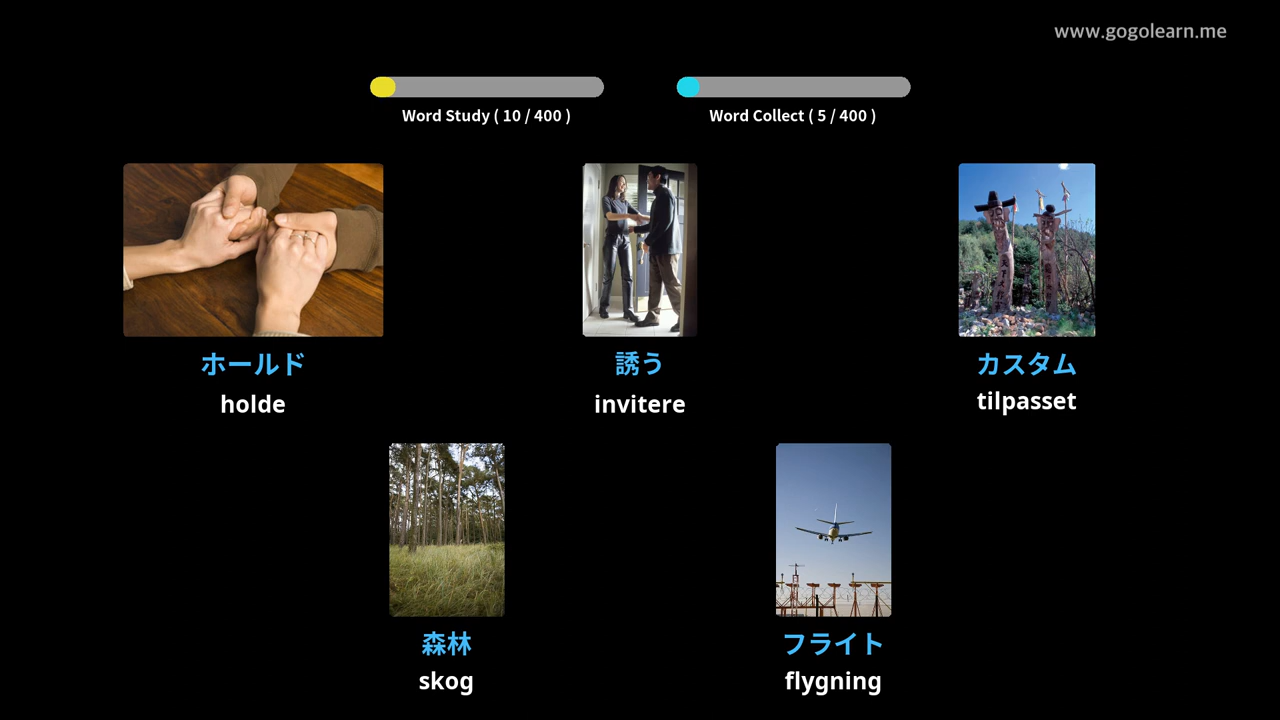 www.gogolearn.me
Word Study ( 10 / 400 )
Word Collect ( 5 / 400 )
ホールド
holde
誘う
invitere
カスタム
tilpasset
森林
skog
フライト
flygning